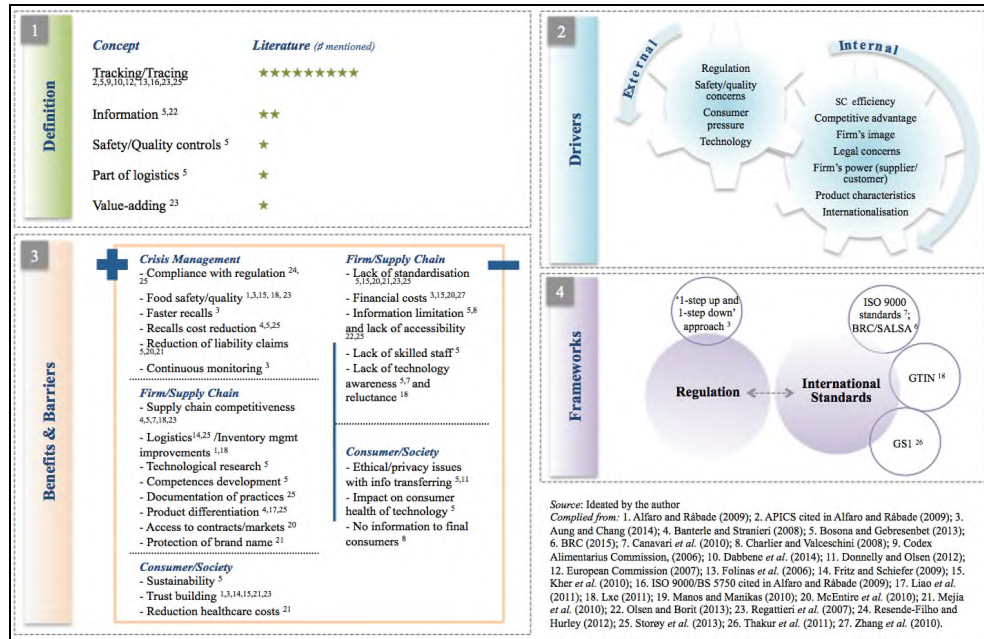 1
Definition
Concept
Literature (♯ mentioned)
Tracking/Tracing
2,5,9,10,12, 13,16,23,25
★★★★★★★★★
Information 5,22
★★
Safety/Quality controls 5
★
Part of logistics 5
★
Value-adding 23
★
2
Drivers
External
Regulation
Safety/quality
concerns
Consumer
pressure
Technology
Internal
SC efficiency
Competitive advantage
Firm's image
Legal concerns
Firm's power (supplier/
customer)
Product characteristics
Internationalisation
3
Benefits & Barriers
Crisis Management
- Compliance with regulation 24,
25
- Food safety/quality 1,3,15, 18, 23
- Faster recalls 3
- Recalls cost reduction 4,5,25
- Reduction of liability claims
5,20,21
- Continuous monitoring 3
Firm/Supply Chain
- Supply chain competitiveness
4,5,7,18,23
- Logistics14,25 /Inventory mgmt
improvements 1,18
- Technological research 5
- Competences development 5
- Documentation of practices 25
- Product differentiation 4,17,25
- Access to contracts/markets 20
- Protection of brand name 21
Consumer/Society
- Sustainability 5
- Trust building 1,3,14,15,21,23
- Reduction healthcare costs 21
Firm/Supply Chain
- Lack of standardisation
5,15,20,21,23,25
- Financial costs 3,15,20,27
- Information limitation 5,8
and lack of accessibility
22,25
- Lack of skilled staff 5
- Lack of technology
awareness 5,7 and
reluctance 18
Consumer/Society
- Ethical/privacy issues
with info transferring 5,11
- Impact on consumer
health of technology 5
- No information to final
consumers 8
4
Frameworks
'1-step up and
1-step down'
approach 3
Regulation
International
Standards
ISO 9000
standards 7;
BRC/SALSA 6
GTIN 18
GS1 26
Source: Ideated by the author
Complied from: 1. Alfaro and Rábade (2009); 2. APICS cited in Alfaro and Rábade (2009); 3.
Aung and Chang (2014); 4. Banterle and Stranieri (2008); 5. Bosona and Gebresenbet (2013);
6. BRC (2015); 7. Canavari et al. (2010); 8. Charlier and Valceschini (2008); 9. Codex
Alimentarius Commission, (2006); 10. Dabbene et al. (2014); 11. Donnelly and Olsen (2012);
12. European Commission (2007); 13. Folinas et al. (2006); 14. Fritz and Schiefer (2009); 15.
Kher et al. (2010); 16. ISO 9000/BS 5750 cited in Alfaro and Rábade (2009); 17. Liao et al.
(2011); 18. Lxe (2011); 19. Manos and Manikas (2010); 20. McEntire et al. (2010); 21. Mejia
et al. (2010); 22. Olsen and Borit (2013); 23. Regattieri et al. (2007); 24. Resende-Filho and
Hurley (2012); 25. Storøy et al. (2013); 26. Thakur et al. (2011); 27. Zhang et al. (2010).